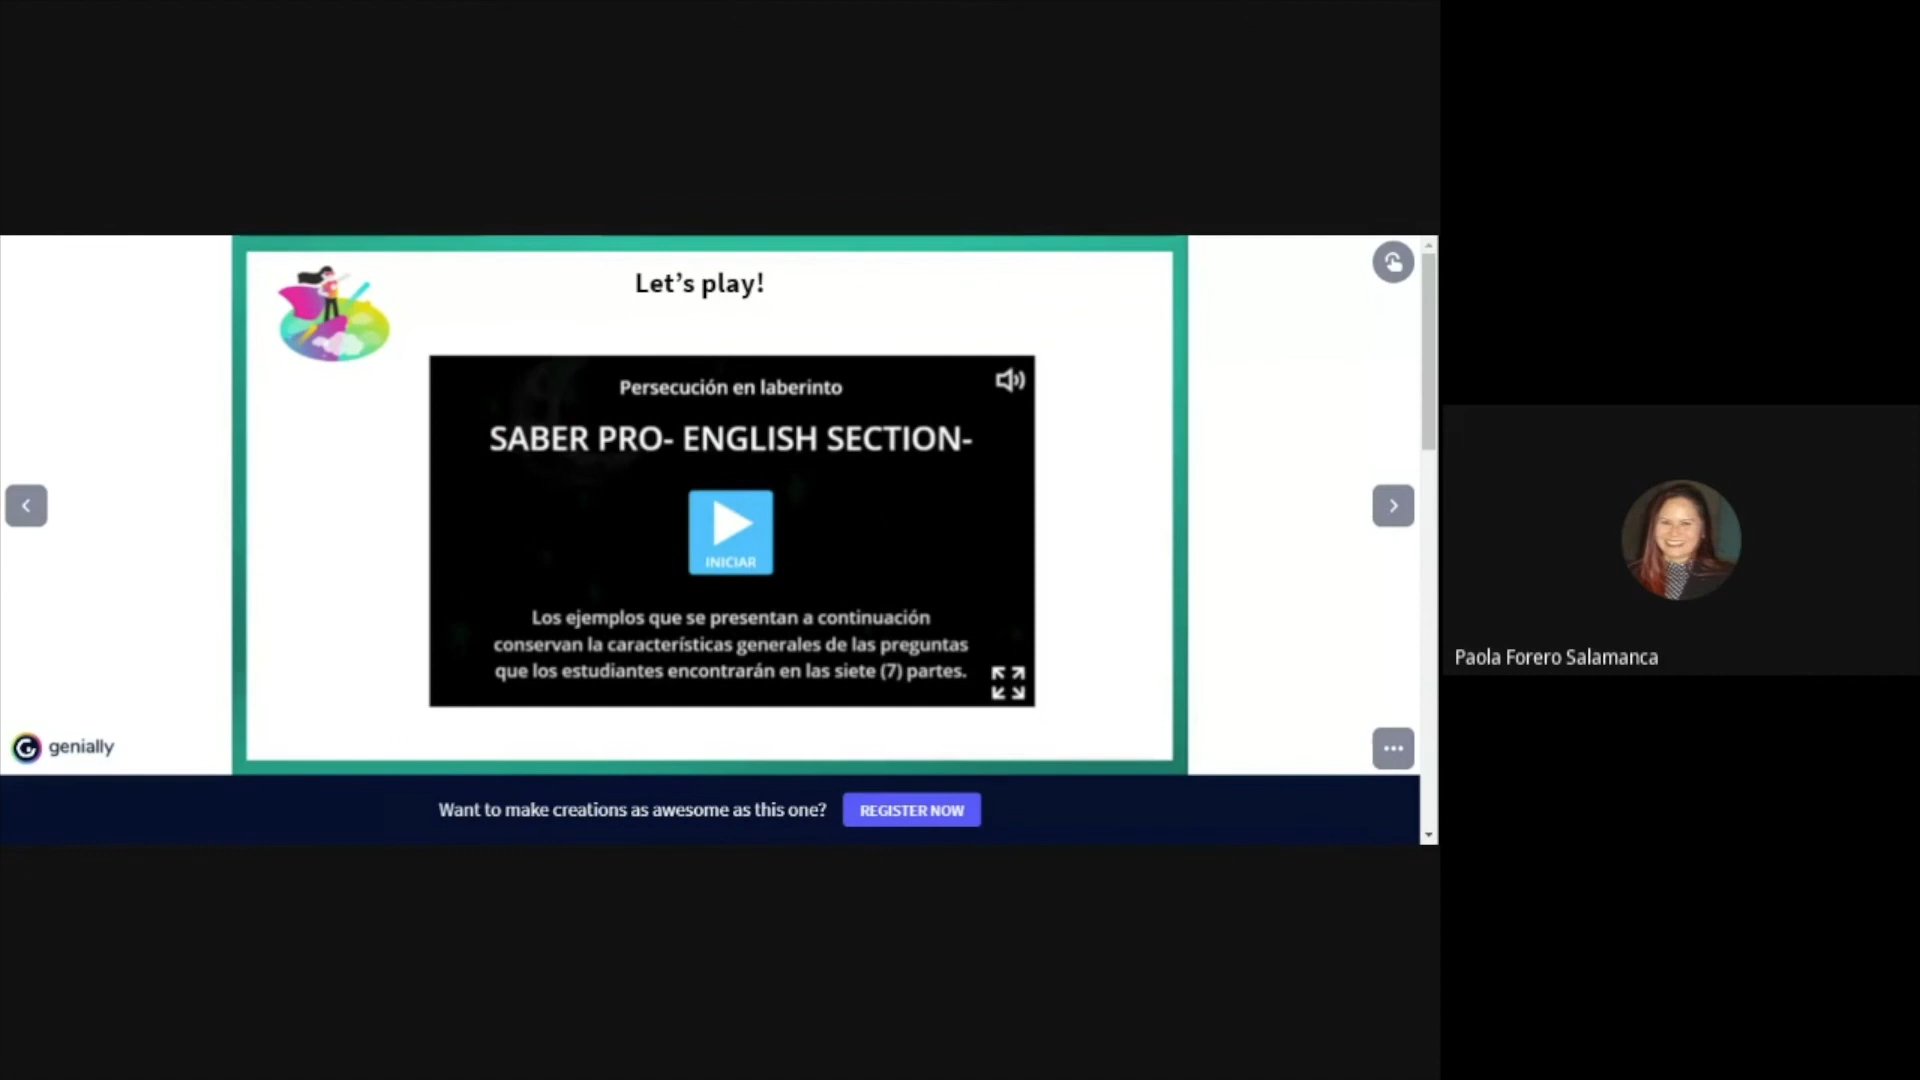 Let's play!
Persecución en laberinto
SABER PRO- ENGLISH SECTION-
INICIAR
Los ejemplos que se presentan a continuación
conservan la características generales de las preguntas
que los estudiantes encontrarán en las siete (7) partes.
genially
Want to make creations as awesome as this one?
REGISTER NOW
Paola Forero Salamanca